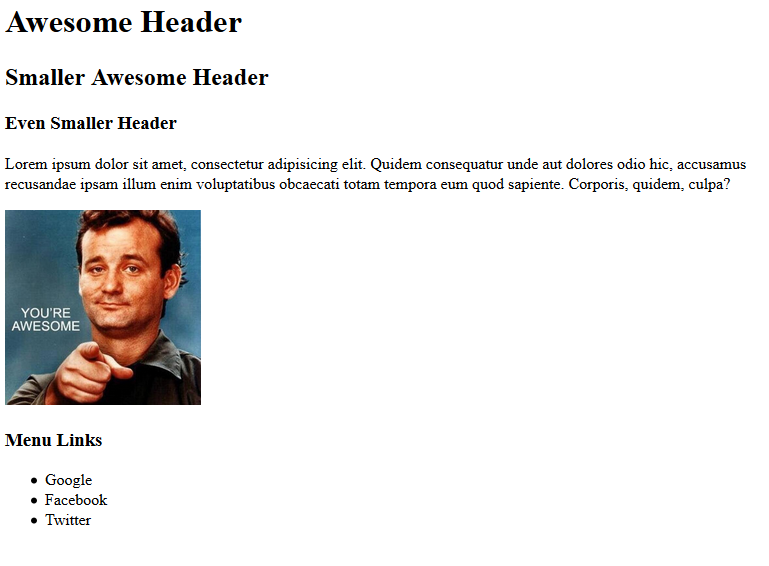 Awesome Header
Smaller Awesome Header
Even Smaller Header
Lorem ipsum dolor sit amet, consectetur adipisicing elit. Quidem consequatur unde aut dolores odio hic, accusamus
recusandae ipsam illum enim voluptatibus obcaecati totam tempora eum quod sapiente. Corporis, quidem, culpa?
YOU'RE
AWESOME
Menu Links
Google
Facebook
Twitter